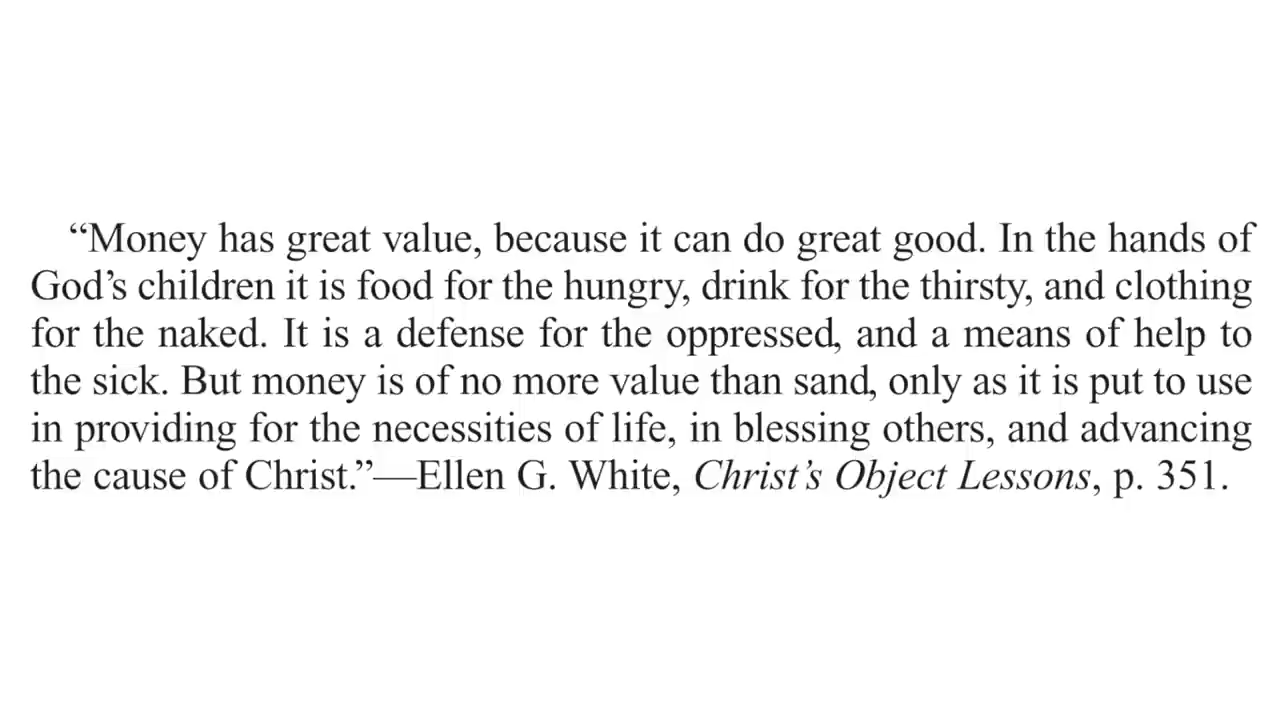 “Money has great value, because it can do great good. In the hands of
God’s children it is food for the hungry, drink for the thirsty, and clothing
for the naked. It is a defense for the oppressed, and a means of help to
the sick. But money is of no more value than sand, only as it is put to use
in providing for the necessities of life, in blessing others, and advancing
the cause of Christ.”—Ellen G. White, Christ’s Object Lessons, p. 351.